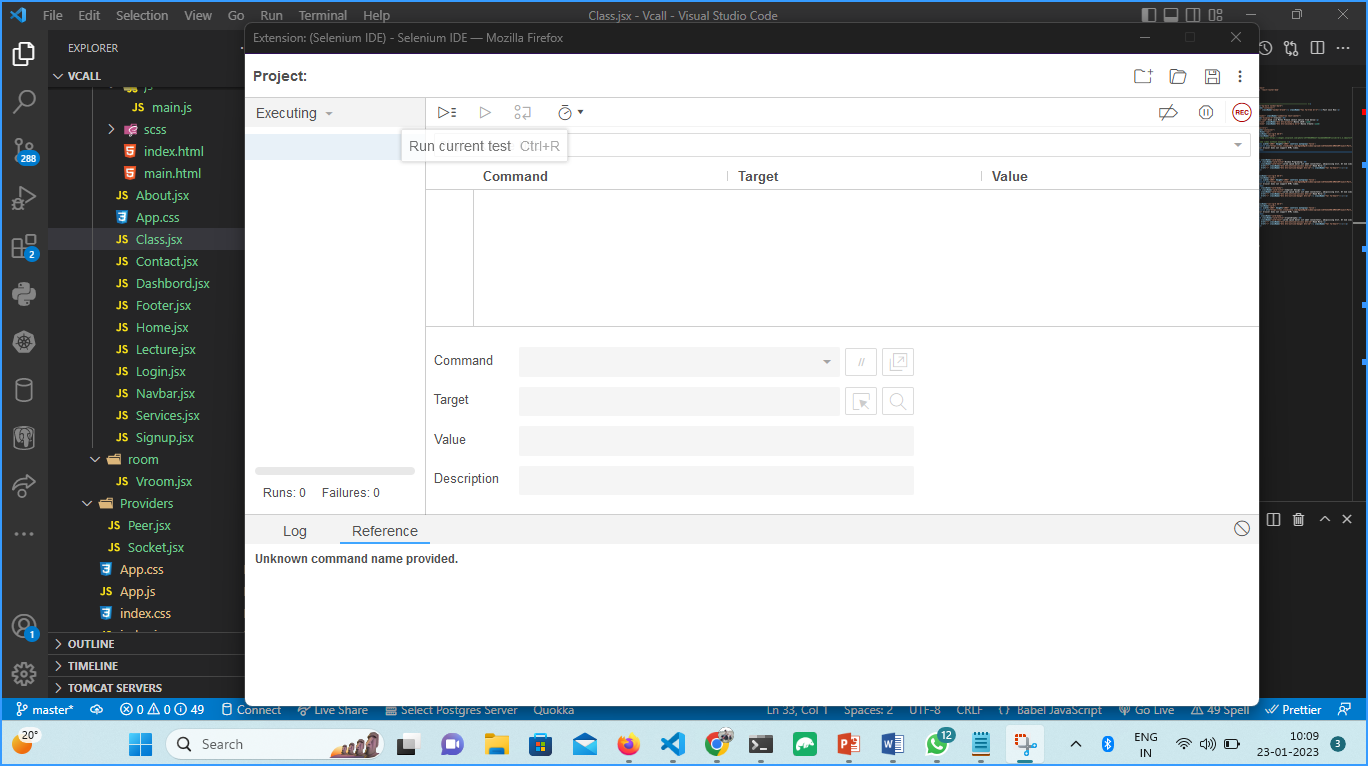 File Edit Selection View Go Run Terminal Help
Class.jsx - Vcall - Visual Studio Code
EXPLORER
VCALL
js
JS main.js
scss
index.html
main.html
JS About.jsx
App.css
JS Class.jsx
JS Contact.jsx
JS Dashbord.jsx
JS Footer.jsx
JS Home.jsx
JS Lecture.jsx
JS Login.jsx
JS Navbar.jsx
JS Services.jsx
JS Signup.jsx
room
JS Vroom.jsx
Providers
JS Peer.jsx
JS Socket.jsx
App.css
JS App.js
index.css
OUTLINE
TIMELINE
TOMCAT SERVERS
288
2
1
Extension: (Selenium IDE) - Selenium IDE — Mozilla Firefox
Project:
Executing
REC
Run current test Ctrl+R
Command Target Value
Command
//
Target
Value
Description
Runs: 0 Failures: 0
Log Reference
Unknown command name provided.
master* 0 0 49 Connect Live Share Select Postgres Server Quokka Ln 33, Col 1 Spaces: 2 UTF-8 CRLF { } Babel JavaScript Go Live 49 Spell Prettier
20°
Search
12
ENG
IN
10:09
23-01-2023
3